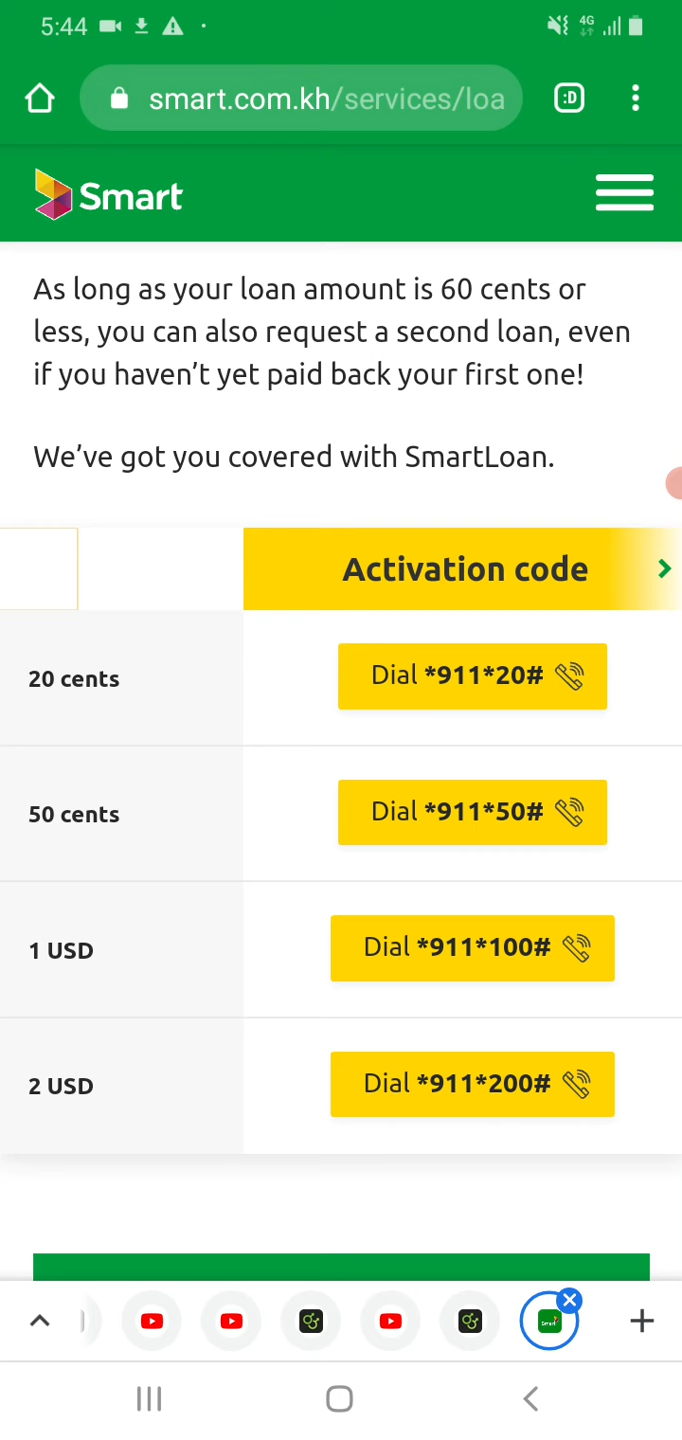 5:44
4G
smart.com.kh/services/loa
:D
Smart
As long as your loan amount is 60 cents or
less, you can also request a second loan, even
if you haven't yet paid back your first one!
We've got you covered with SmartLoan.
Activation code
20 cents
Dial *911*20#
50 cents
Dial *911*50#
1 USD
Dial *911*100#
2 USD
Dial *911*200#
Smart